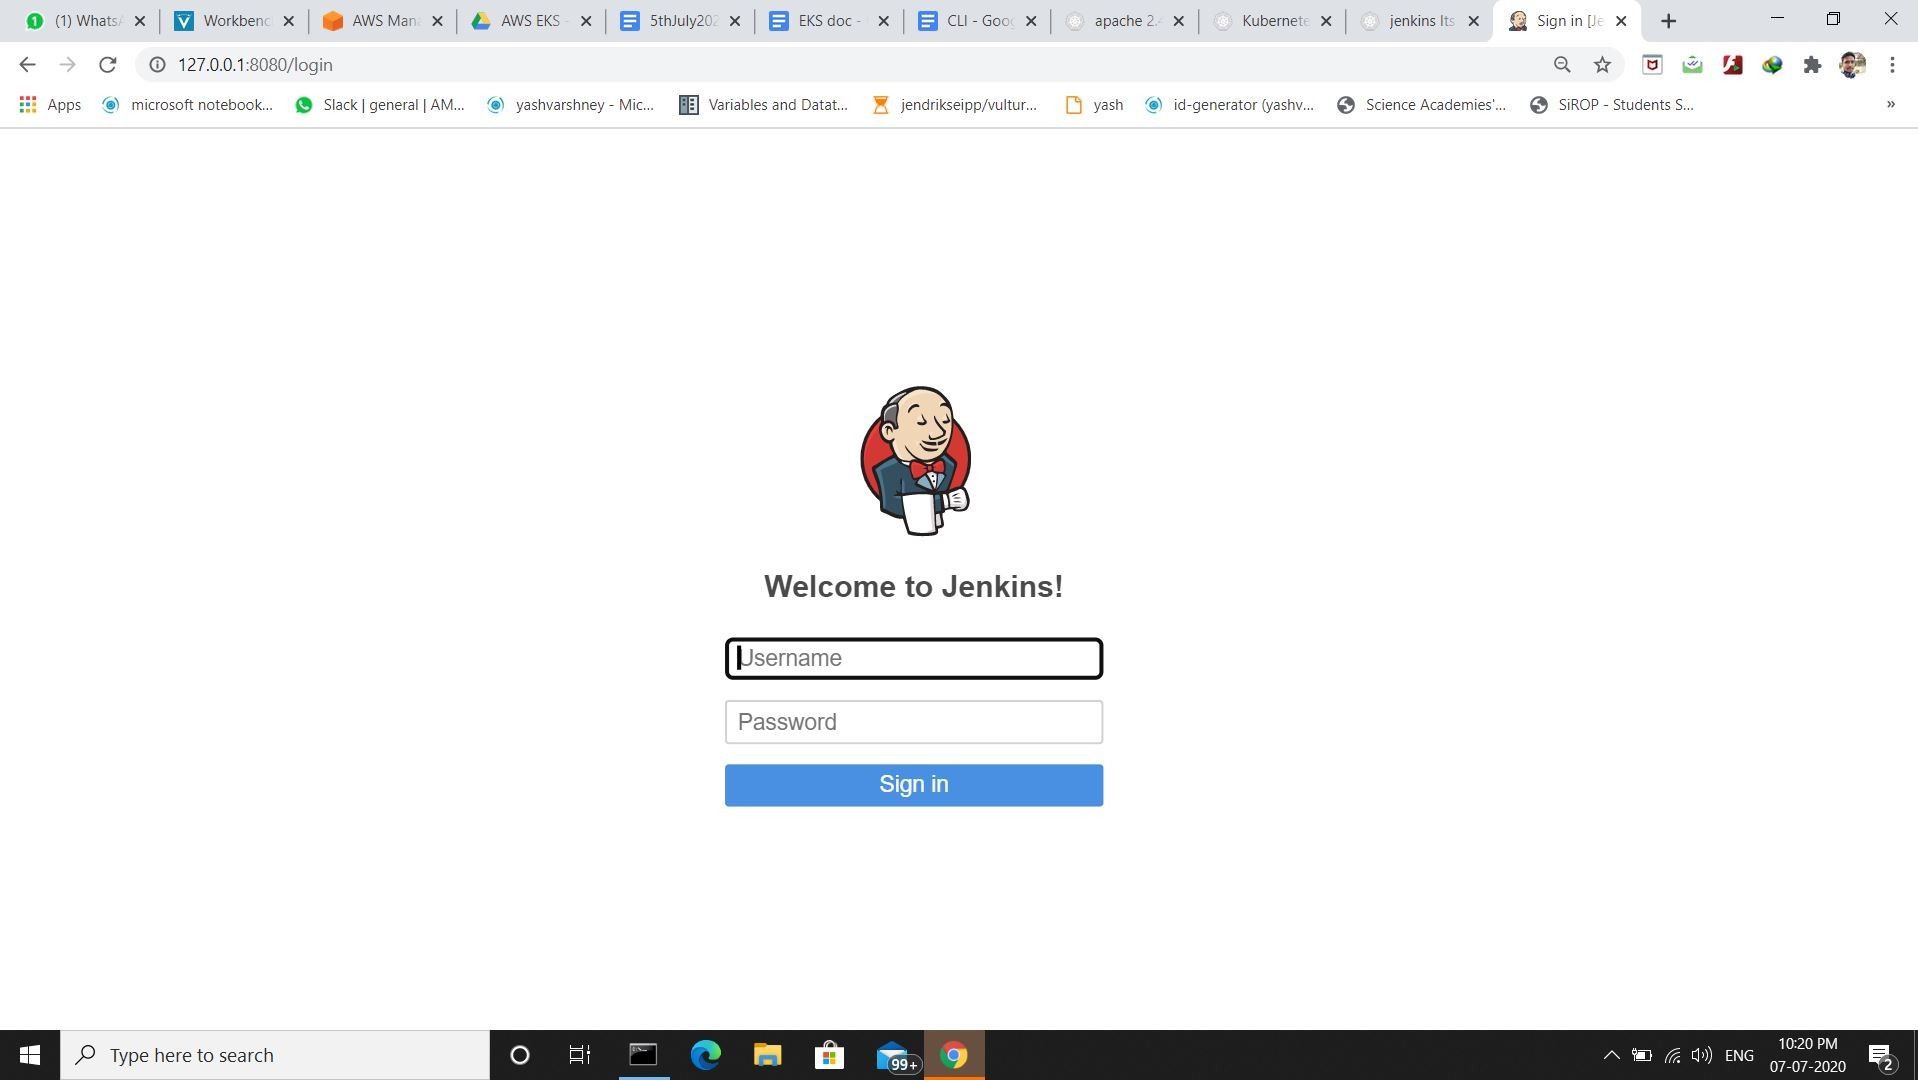 (1) Whats
Workbenc
AWS Man
AWS EKS -
5thJuly202
EKS doc -
CLI - Goog
apache 2.4
Kubernete
jenkins Its
Sign in [Je
127.0.0.1:8080/login
Apps
microsoft notebook...
Slack | general | AM...
yashvarshney - Mic...
Variables and Datat...
jendrikseipp/vultur...
yash
id-generator (yashv...
Science Academies'...
SiROP - Students S...
»
Welcome to Jenkins!
Username
Password
Sign in
Type here to search
99+
ENG
10:20 PM
07-07-2020
2